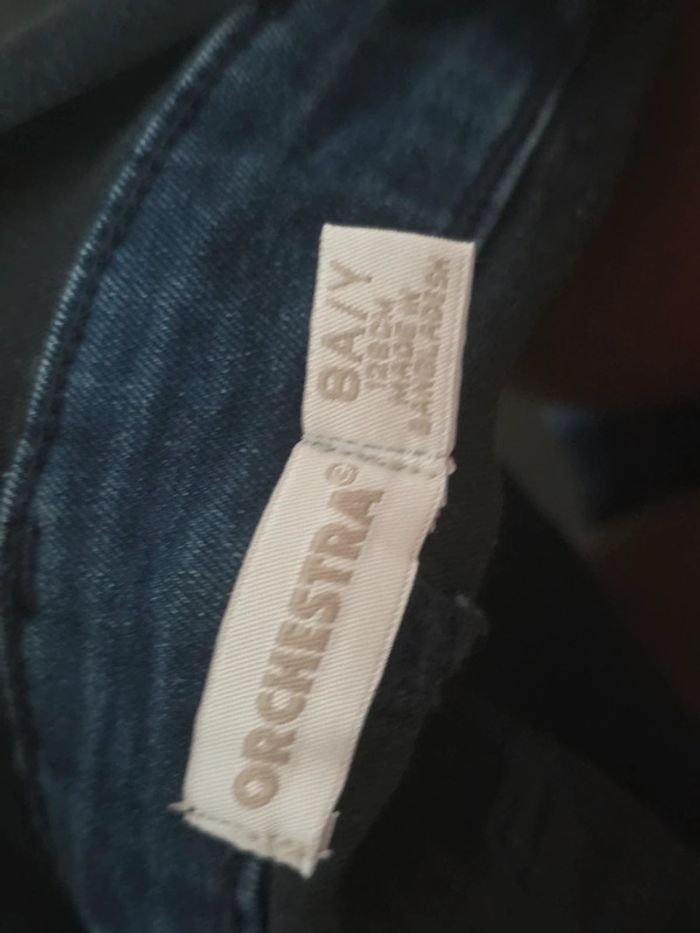 ORCHESTRA®
8A/Y
128CM
MADE IN
BANGLADESH